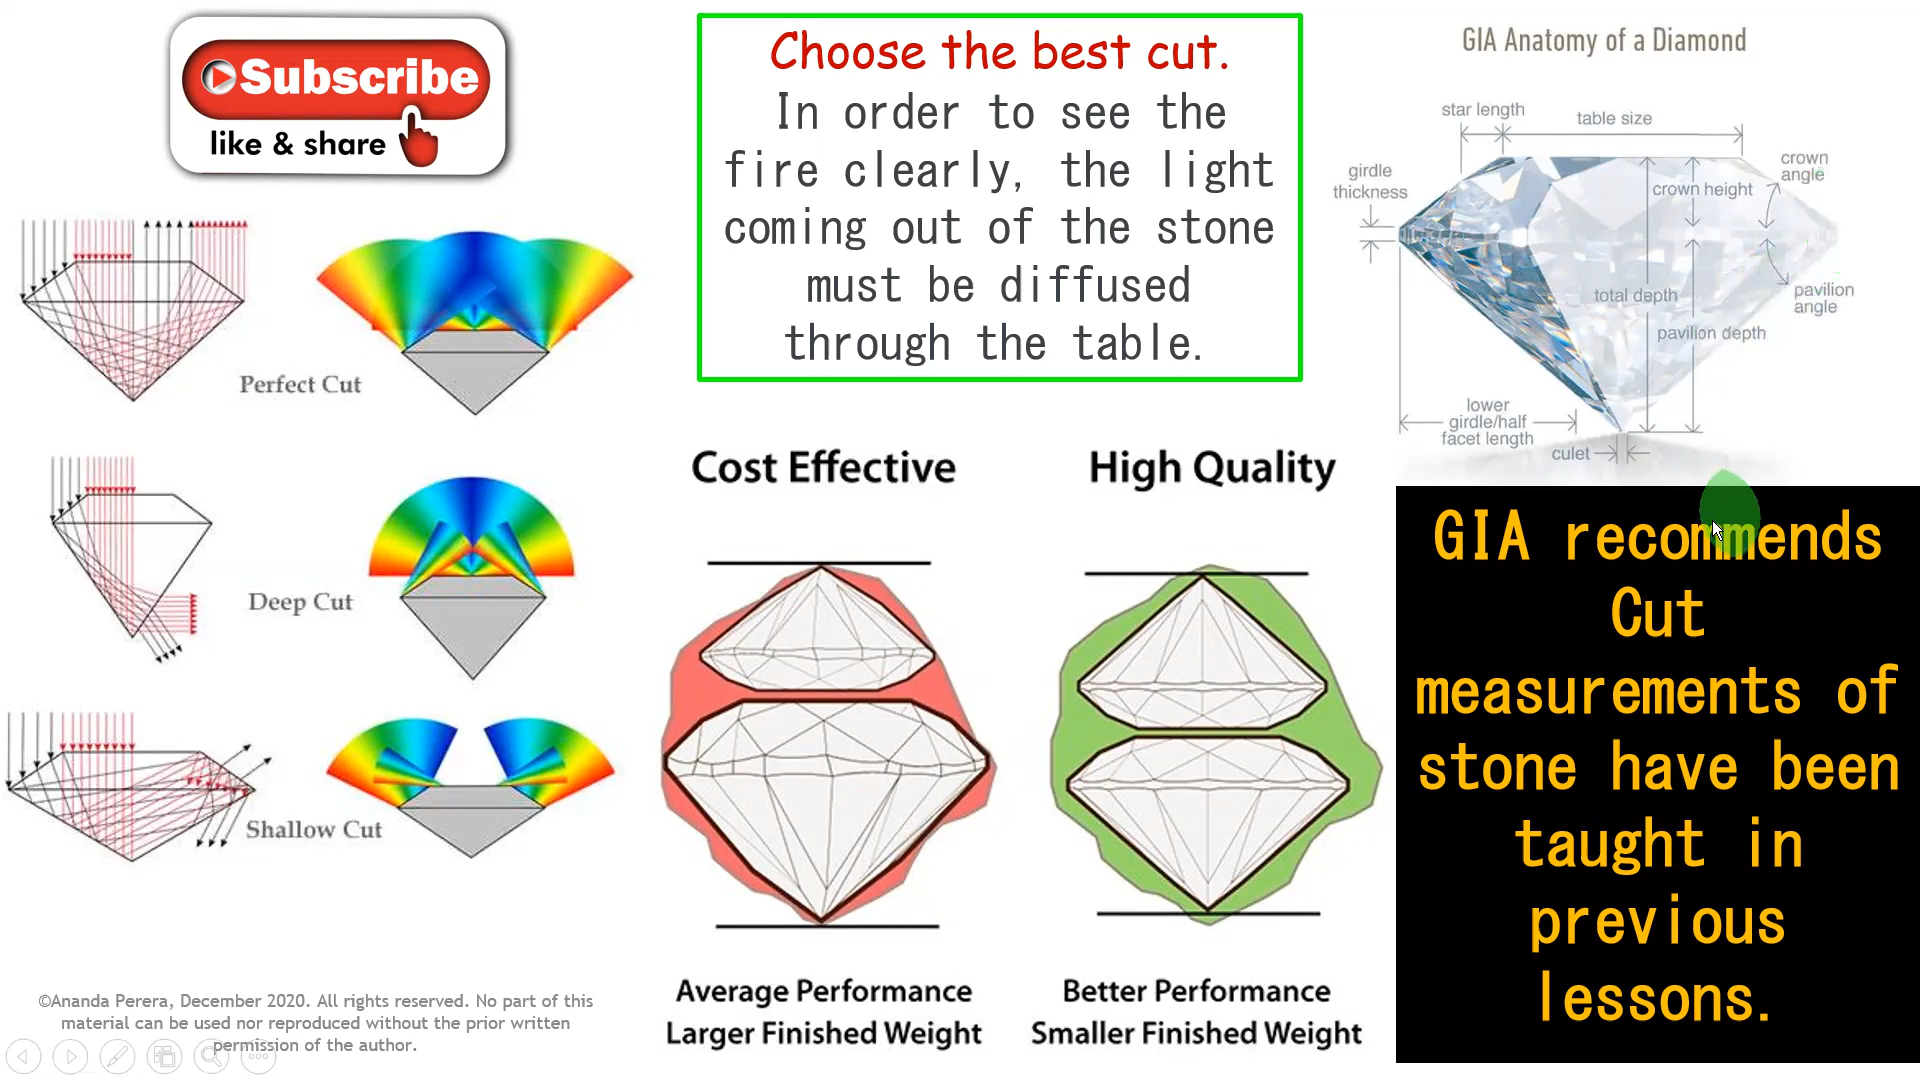 Subscribe
like & share
Perfect Cut
Deep Cut
Shallow Cut
©Ananda Perera, December 2020. All rights reserved. No part of this
material can be used nor reproduced without the prior written
permission of the author.
Choose the best cut.
In order to see the
fire clearly, the light
coming out of the stone
must be diffused
through the table.
Cost Effective
Average Performance
Larger Finished Weight
High Quality
Better Performance
Smaller Finished Weight
GIA Anatomy of a Diamond
star length
table size
girdle
thickness
crown
angle
crown height
total depth
pavilion
angle
pavilion depth
lower
girdle/half
facet length
culet
GIA recommends
Cut
measurements of
stone have been
taught in
previous
lessons.